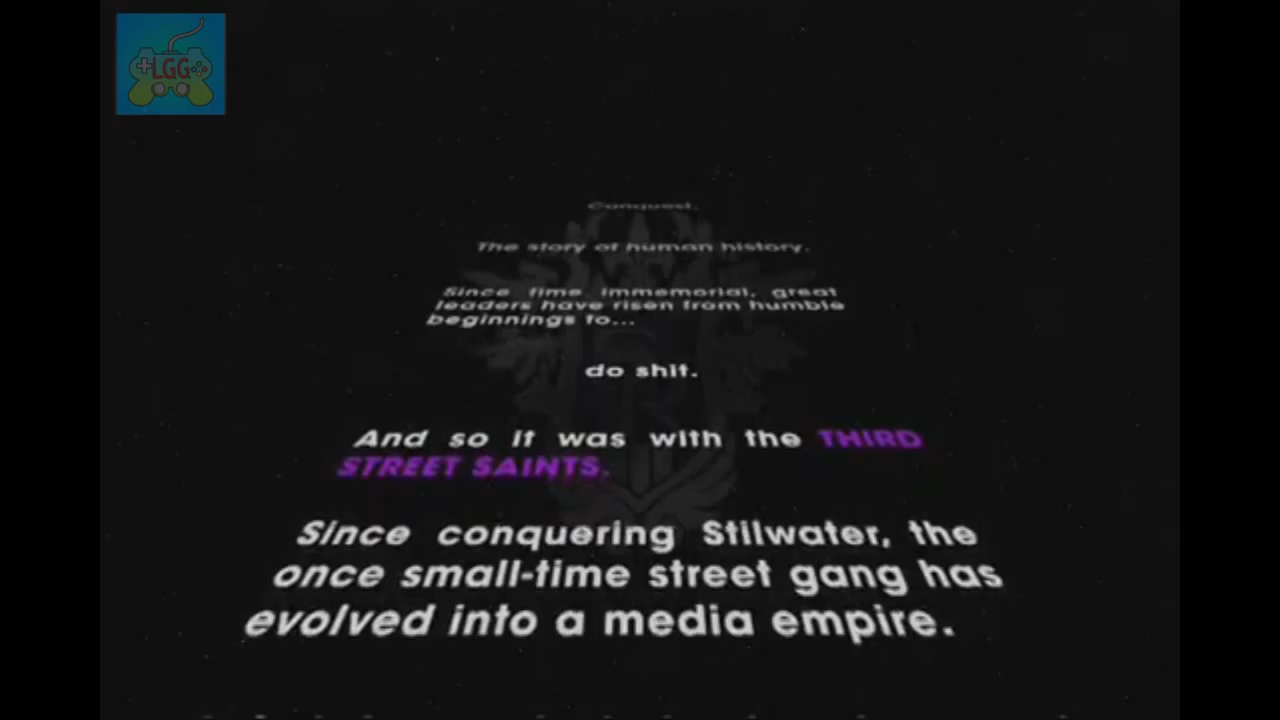 LGG
Conquest.
The story of human history.
Since time immemorial, great
leaders have risen from humble
beginnings to...
do shit.
And so it was with the THIRD
STREET SAINTS.
Since conquering Stilwater, the
once small-time street gang has
evolved into a media empire.